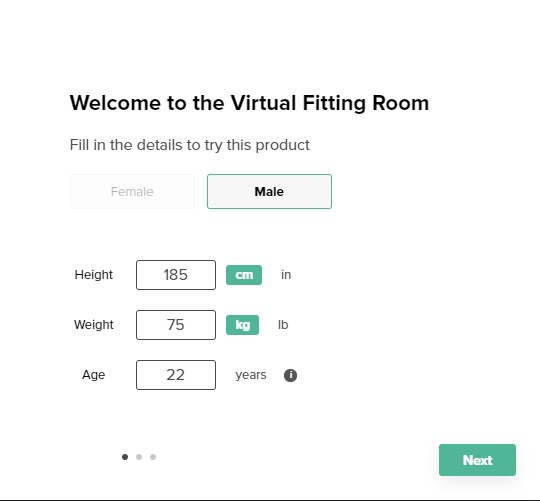 Welcome to the Virtual Fitting Room
Fill in the details to try this product
Female Male
Height 185 cm in
Weight 75 kg lb
Age 22 years i
Next